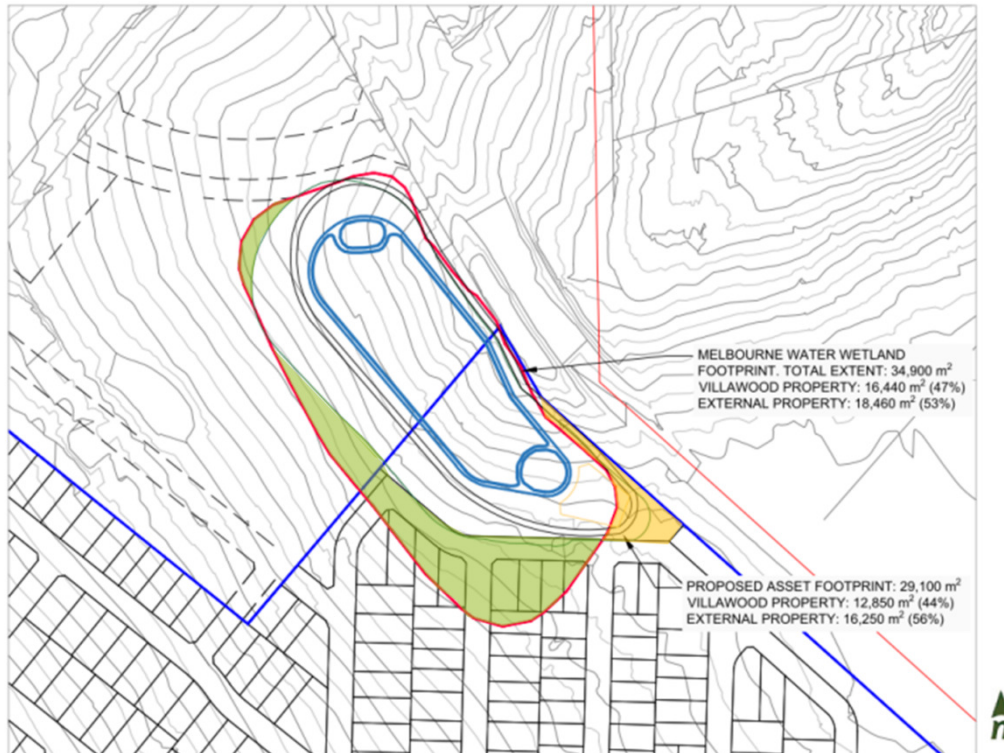 MELBOURNE WATER WETLAND
FOOTPRINT. TOTAL EXTENT: 34,900 m²
VILLAWOOD PROPERTY: 16,440 m² (47%)
EXTERNAL PROPERTY: 18,460 m² (53%)
PROPOSED ASSET FOOTPRINT: 29,100 m²
VILLAWOOD PROPERTY: 12,850 m² (44%)
EXTERNAL PROPERTY: 16,250 m² (56%)